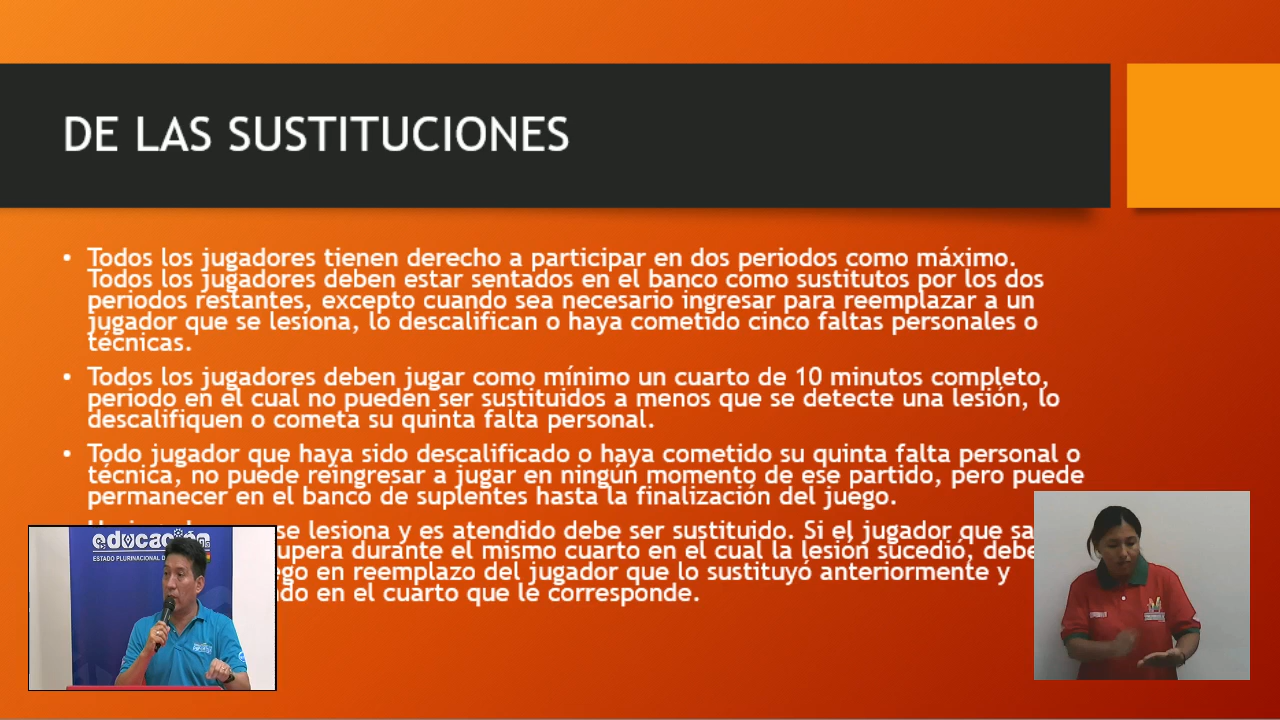 DE LAS SUSTITUCIONES
• Todos los jugadores tienen derecho a participar en dos periodos como máximo.
Todos los jugadores deben estar sentados en el banco como sustitutos por los dos
periodos restantes, excepto cuando sea necesario ingresar para reemplazar a un
jugador que se lesiona, lo descalifican o haya cometido cinco faltas personales o
técnicas.
• Todos los jugadores deben jugar como mínimo un cuarto de 10 minutos completo,
periodo en el cual no pueden ser sustituidos a menos que se detecte una lesión, lo
descalifiquen o cometa su quinta falta personal.
• Todo jugador que haya sido descalificado o haya cometido su quinta falta personal o
técnica, no puede reingresar a jugar en ningún momento de ese partido, pero puede
permanecer en el banco de suplentes hasta la finalización del juego.
se lesiona y es atendido debe ser sustituido. Si el jugador que
durante el mismo cuarto en el cual la lesión sucedió, debe
en reemplazo del jugador que lo sustituyó anteriormente y
en el cuarto que le corresponde.
educación
ESTADO PLURINACIONAL